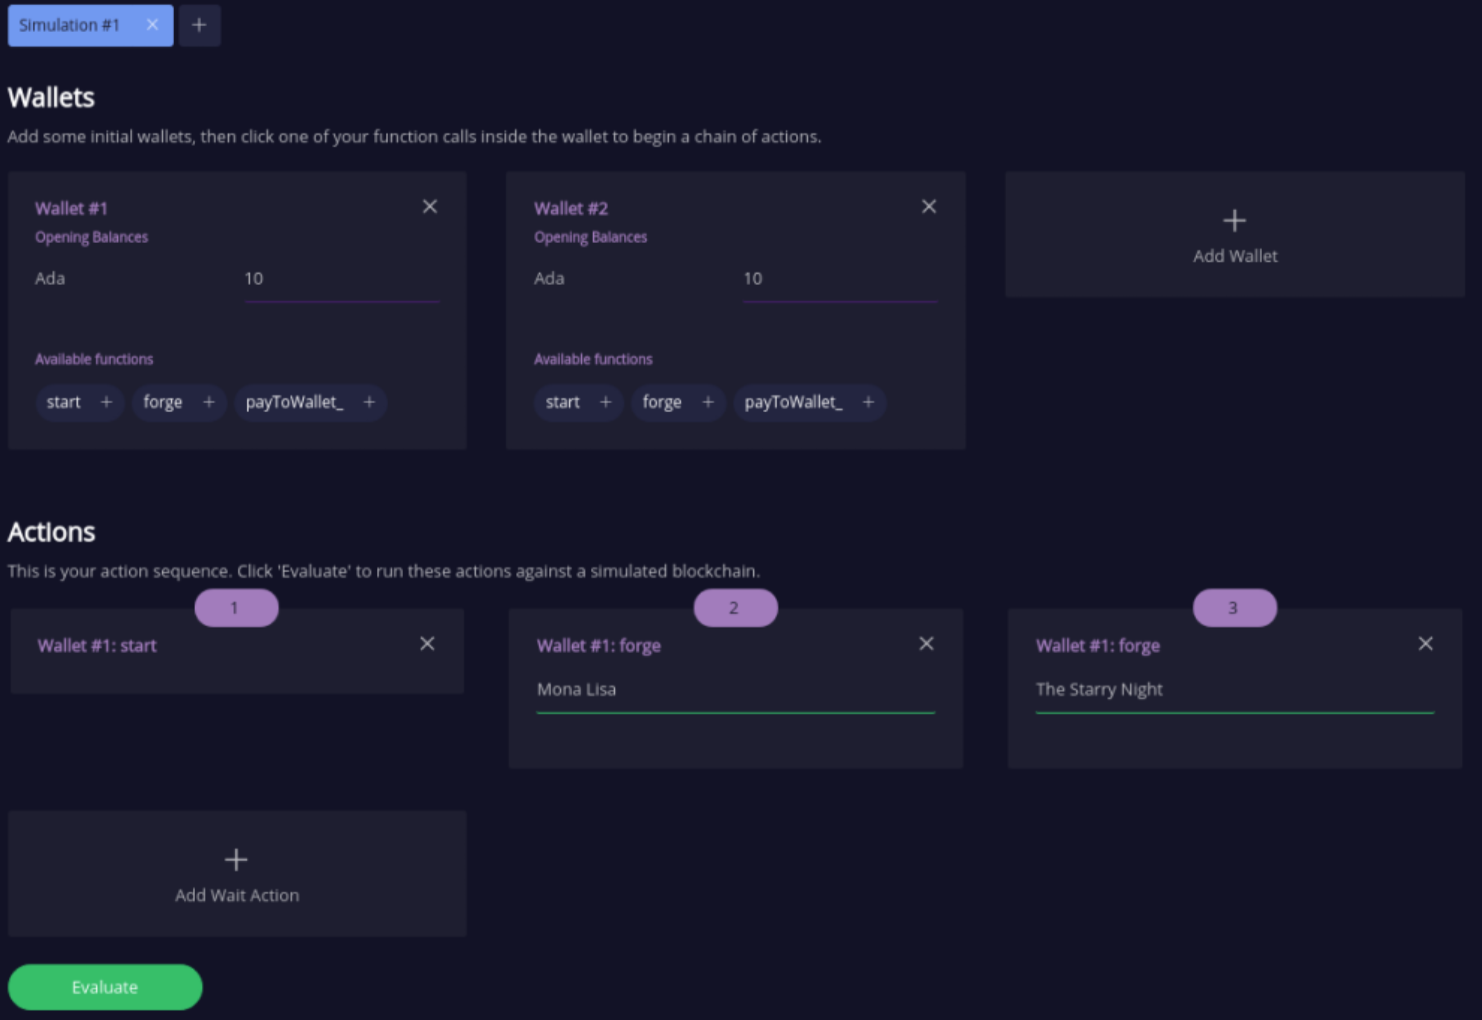 Simulation #1 × +
Wallets
Add some initial wallets, then click one of your function calls inside the wallet to begin a chain of actions.
Wallet #1
Opening Balances
Ada 10
Available functions
start + forge + payToWallet_ +
Wallet #2
Opening Balances
Ada 10
Available functions
start + forge + payToWallet_ +
+
Add Wallet
Actions
This is your action sequence. Click 'Evaluate' to run these actions against a simulated blockchain.
1
Wallet #1: start
2
Wallet #1: forge
Mona Lisa
3
Wallet #1: forge
The Starry Night
+
Add Wait Action
Evaluate